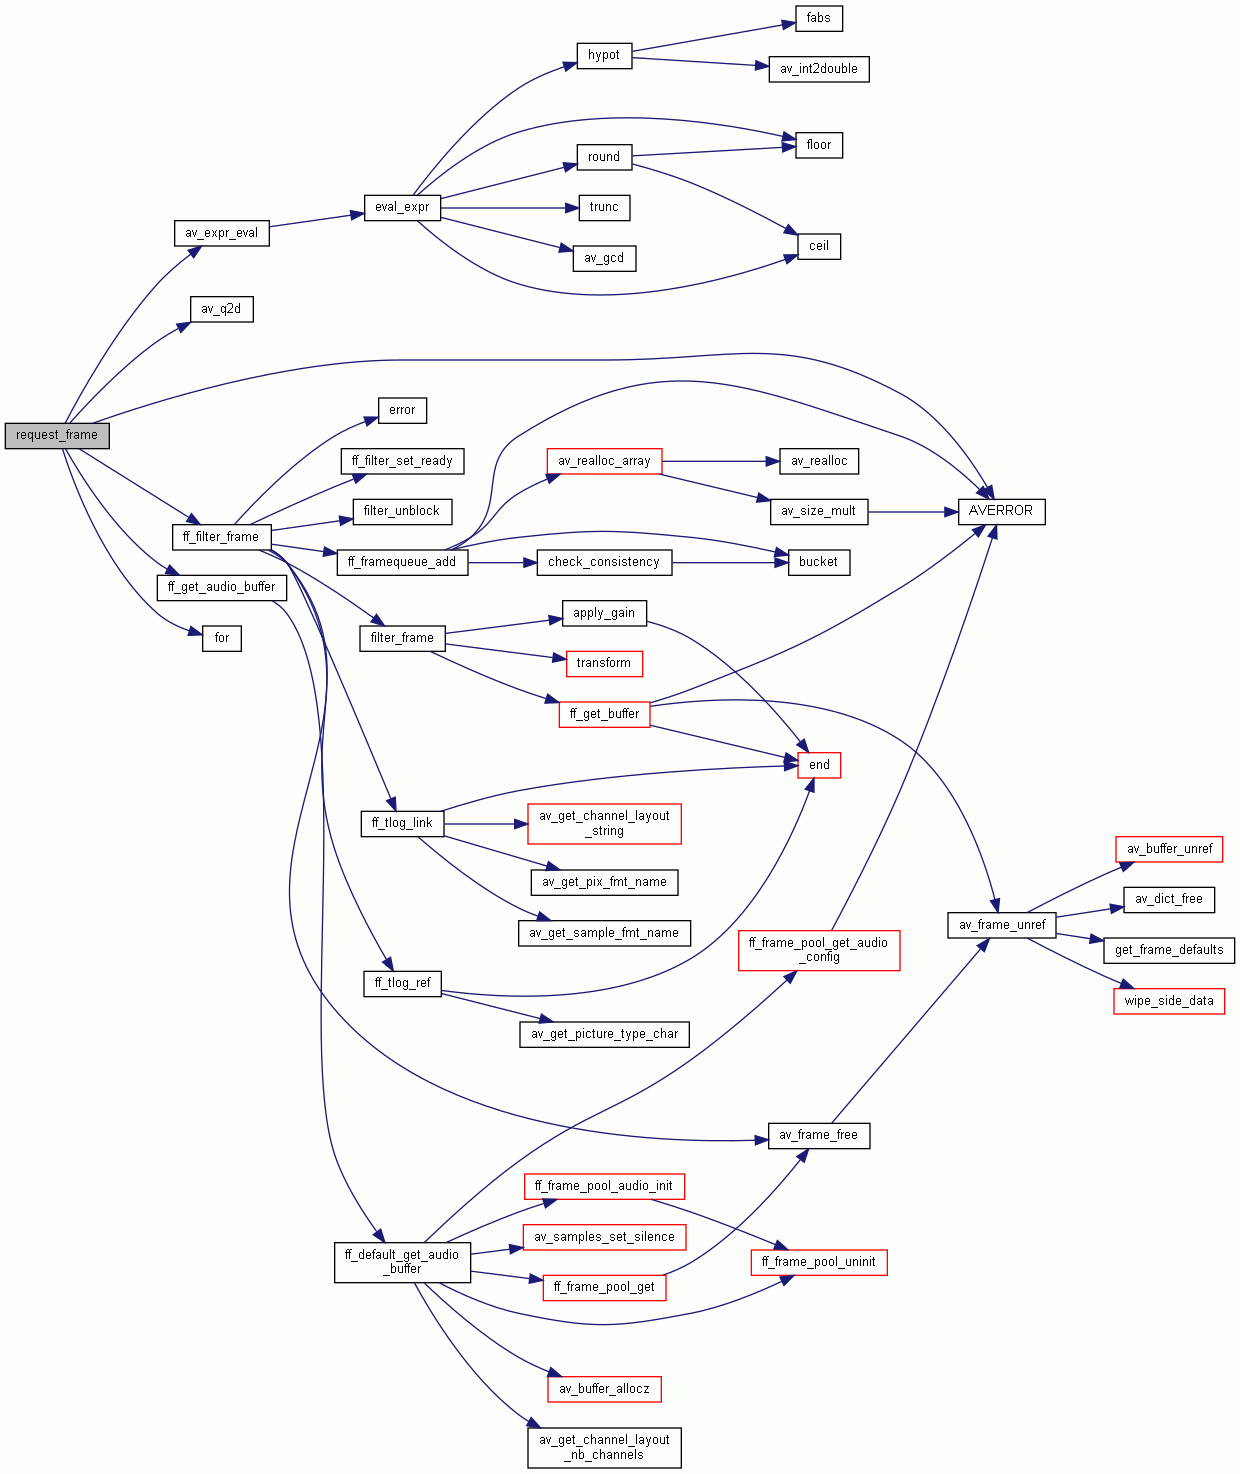 fabs
hypot
av_int2double
floor
round
eval_expr
trunc
av_expr_eval
ceil
av_gcd
av_q2d
error
request_frame
ff_filter_set_ready
av_realloc_array
av_realloc
filter_unblock
av_size_mult
AVERROR
ff_filter_frame
ff_framequeue_add
check_consistency
bucket
ff_get_audio_buffer
apply_gain
for
filter_frame
transform
ff_get_buffer
end
ff_tlog_link
av_get_channel_layout
_string
av_buffer_unref
av_get_pix_fmt_name
av_dict_free
av_get_sample_fmt_name
av_frame_unref
ff_frame_pool_get_audio
_config
get_frame_defaults
ff_tlog_ref
wipe_side_data
av_get_picture_type_char
av_frame_free
ff_frame_pool_audio_init
av_samples_set_silence
ff_default_get_audio
_buffer
ff_frame_pool_uninit
ff_frame_pool_get
av_buffer_allocz
av_get_channel_layout
_nb_channels